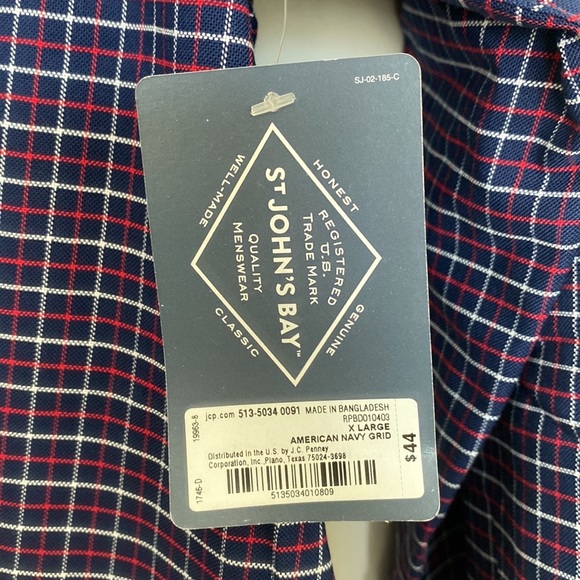 SJ-02-185-C
WELL-MADE
HONEST
REGISTERED
U.S.
TRADE MARK
ST JOHN'S BAY™
QUALITY
MENSWEAR
CLASSIC
GENUINE
19963-8
1746-D
jcp.com 513-5034 0091 MADE IN BANGLADESH
RPBD010403
X LARGE
AMERICAN NAVY GRID
$44
Distributed in the U.S. by J.C. Penney
Corporation, Inc.,Plano, Texas 75024-3698
5135034010809